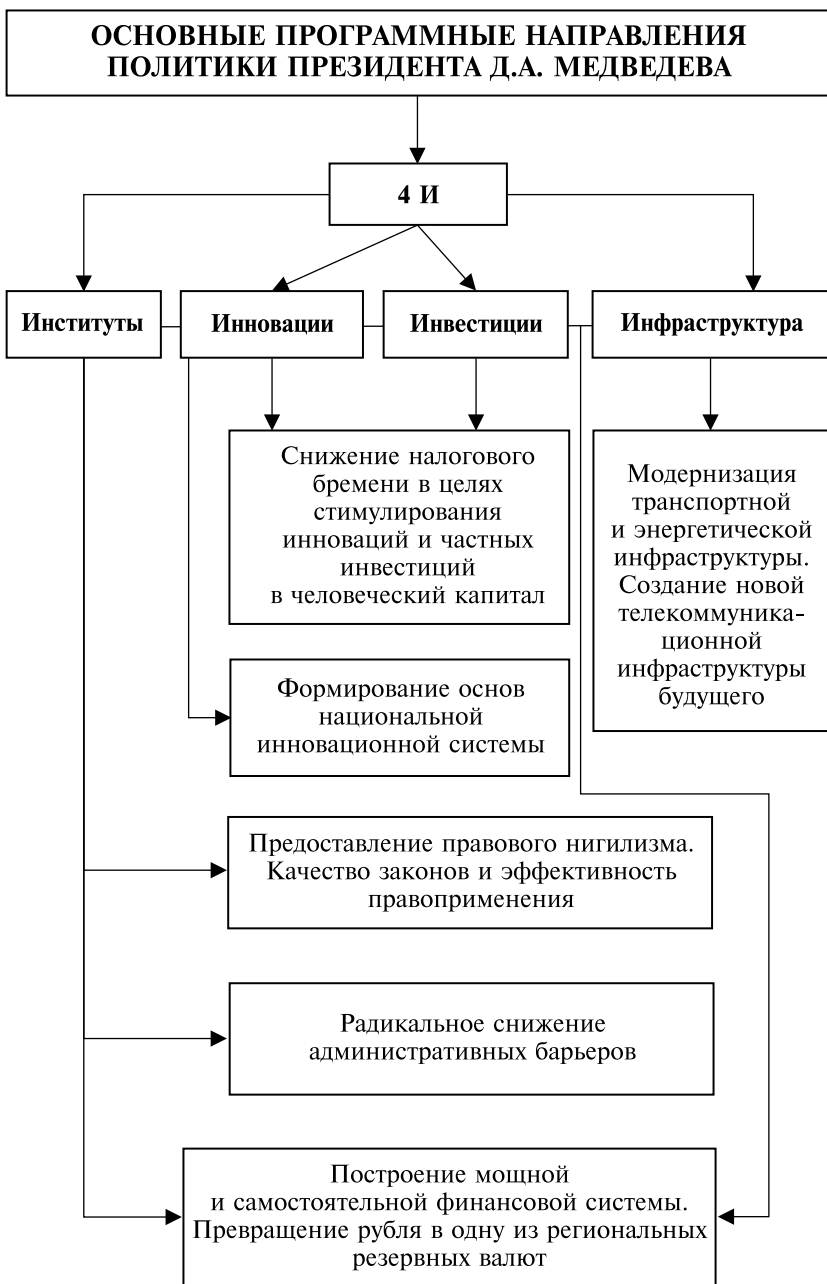 ОСНОВНЫЕ ПРОГРАММНЫЕ НАПРАВЛЕНИЯ
ПОЛИТИКИ ПРЕЗИДЕНТА Д.А. МЕДВЕДЕВА
4 И
Институты
Инновации
Инвестиции
Инфраструктура
Снижение налогового
бремени в целях
стимулирования
инноваций и частных
инвестиций
в человеческий капитал
Модернизация
транспортной
и энергетической
инфраструктуры.
Создание новой
телекоммуника-
ционной
инфраструктуры
будущего
Формирование основ
национальной
инновационной системы
Предоставление правового нигилизма.
Качество законов и эффективность
правоприменения
Радикальное снижение
административных барьеров
Построение мощной
и самостоятельной финансовой системы.
Превращение рубля в одну из региональных
резервных валют